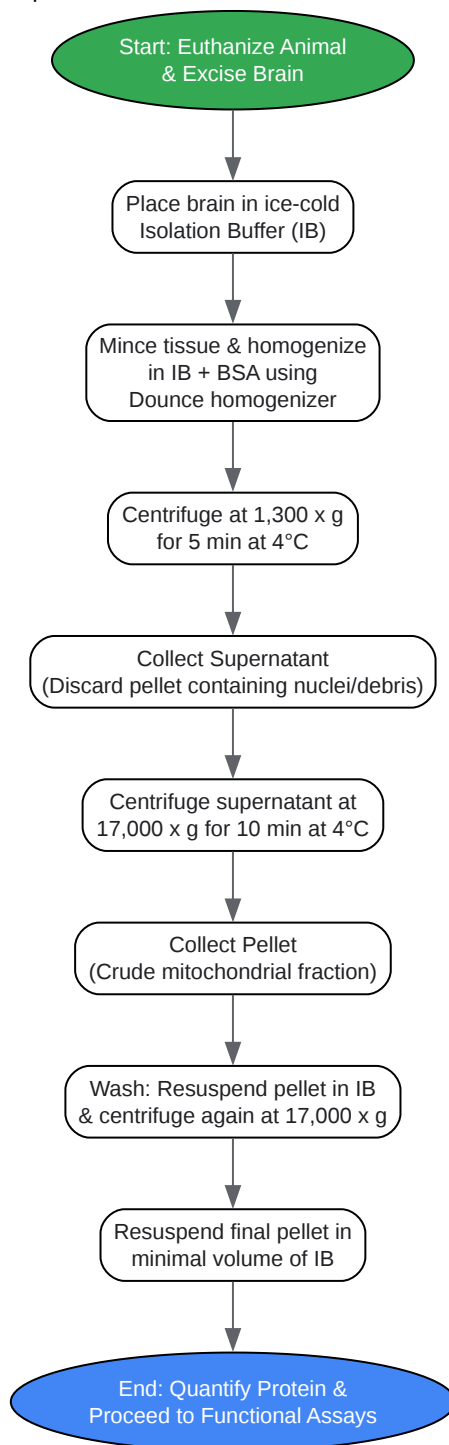 Start: Euthanize Animal
& Excise Brain
Place brain in ice-cold
Isolation Buffer (IB)
Mince tissue & homogenize
in IB + BSA using
Dounce homogenizer
Centrifuge at 1,300 x g
for 5 min at 4°C
Collect Supernatant
(Discard pellet containing nuclei/debris)
Centrifuge supernatant at
17,000 x g for 10 min at 4°C
Collect Pellet
(Crude mitochondrial fraction)
Wash: Resuspend pellet in IB
& centrifuge again at 17,000 x g
Resuspend final pellet in
minimal volume of IB
End: Quantify Protein &
Proceed to Functional Assays